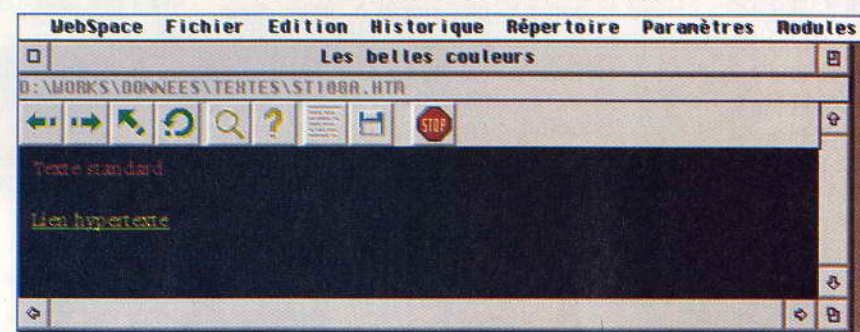 WebSpace Fichier Edition Historique Répertoire Paramètres Modules
Les belles couleurs
D:\WORKS\DONNEES\TEXTES\ST108A.HTM
STOP
Texte standard
Lien hypertexte